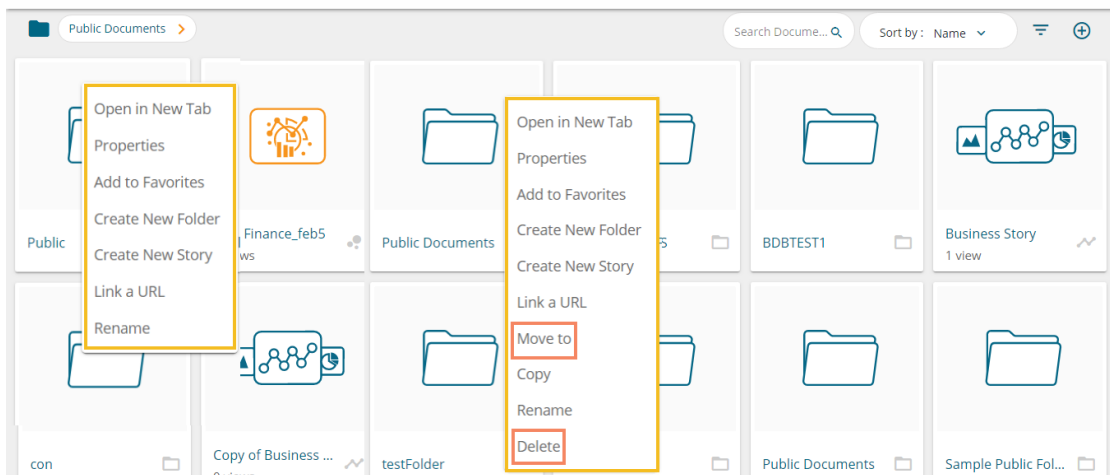 Public Documents
Search Docume...
Sort by : Name
Open in New Tab
Properties
Add to Favorites
Create New Folder
Create New Story
Link a URL
Rename
Open in New Tab
Properties
Add to Favorites
Create New Folder
Create New Story
Link a URL
Move to
Copy
Rename
Delete
Public
Finance_feb5
ws
Public Documents
BDBTEST1
Business Story
1 view
con
Copy of Business ...
testFolder
Public Documents
Sample Public Fol...